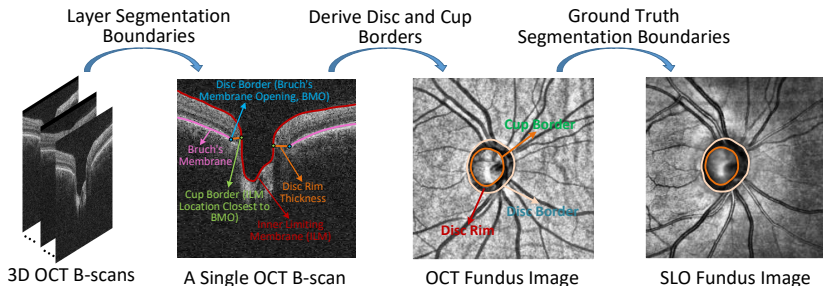 Layer Segmentation
Boundaries
Derive Disc and Cup
Borders
Ground Truth
Segmentation Boundaries
Disc Border (Bruch's
Membrane Opening, BMO)
Bruch's
Membrane
Cup Border (ILM
Location Closest to
BMO)
Disc Rim
Thickness
Inner Limiting
Membrane (ILM)
Cup Border
Disc Border
Disc Rim
3D OCT B-scans
A Single OCT B-scan
OCT Fundus Image
SLO Fundus Image